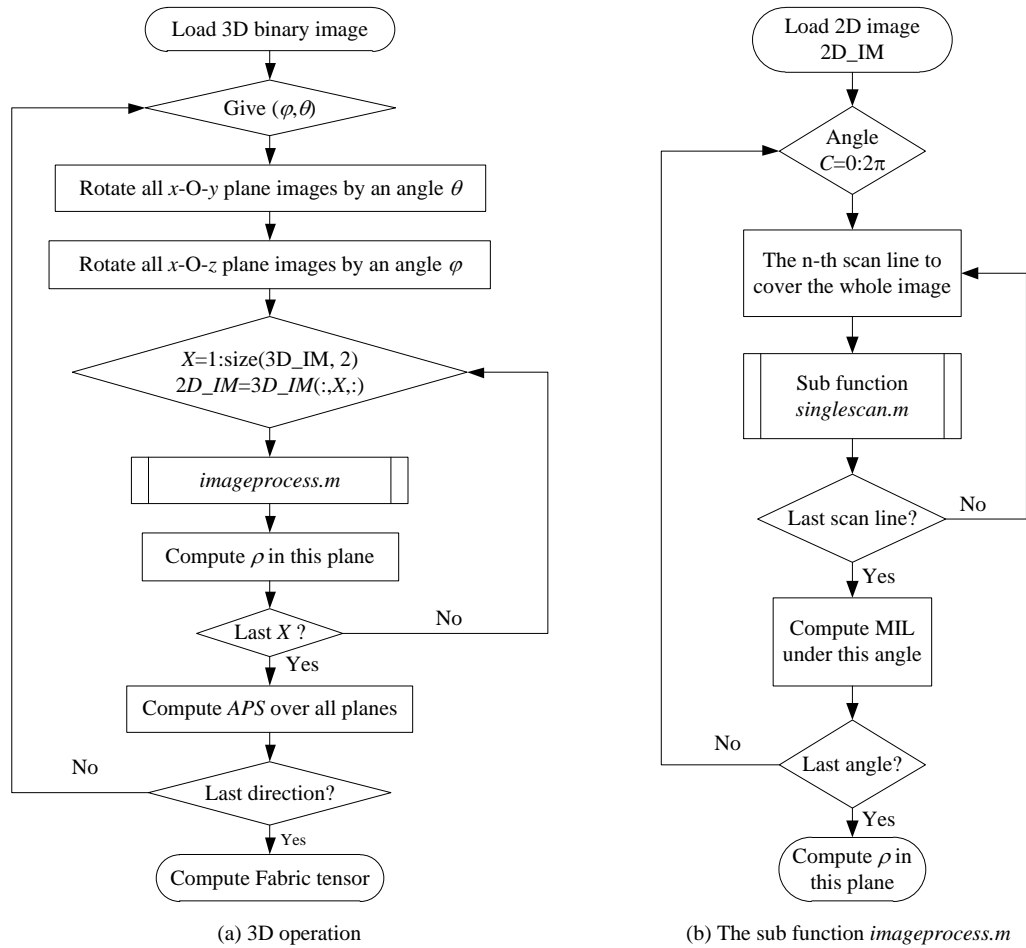 Load 3D binary image
Give (φ,θ)
Rotate all x-O-y plane images by an angle θ
Rotate all x-O-z plane images by an angle φ
X=1:size(3D_IM, 2)
2D_IM=3D_IM(:,X,:)
imageprocess.m
Compute ρ in this plane
Last X ?
No
Yes
Compute APS over all planes
No
Last direction?
Yes
Compute Fabric tensor
(a) 3D operation
Load 2D image
2D_IM
Angle
C=0:2π
The n-th scan line to
cover the whole image
Sub function
singlescan.m
Last scan line?
No
Yes
Compute MIL
under this angle
No
Last angle?
Yes
Compute ρ in
this plane
(b) The sub function imageprocess.m